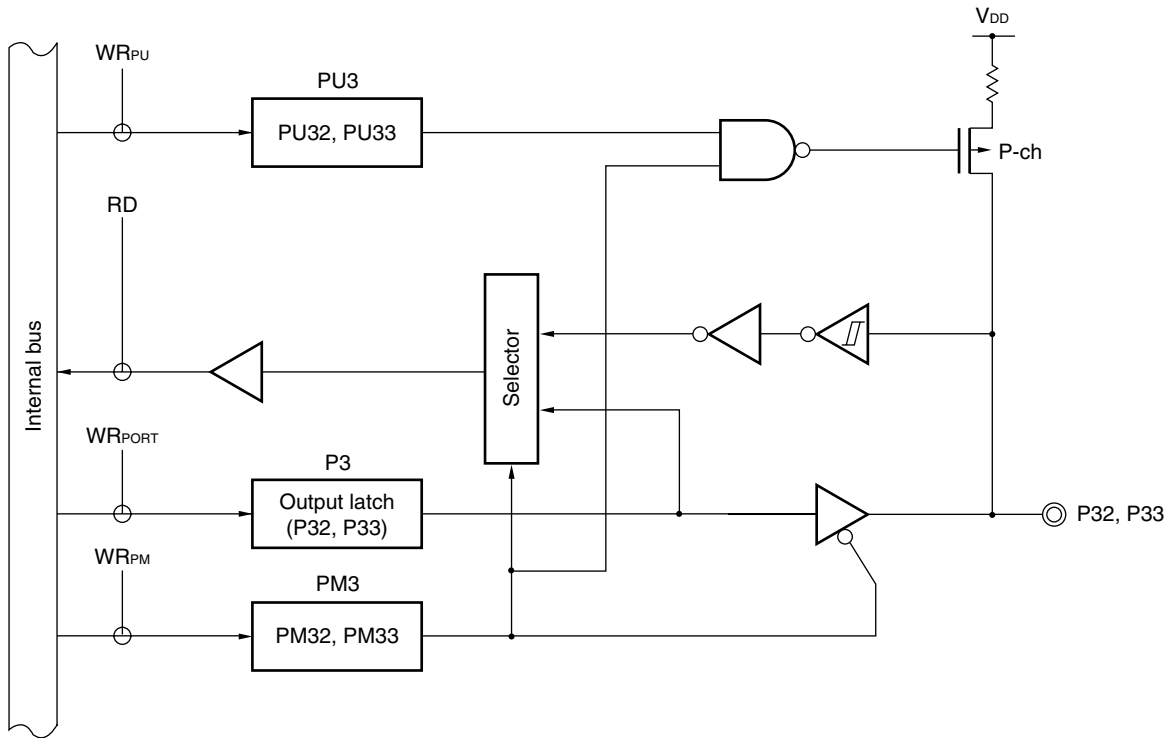 VDD
WRPU
PU3
PU32, PU33
P-ch
RD
Internal bus
Selector
WRPORT
P3
Output latch
(P32, P33)
P32, P33
WRPM
PM3
PM32, PM33